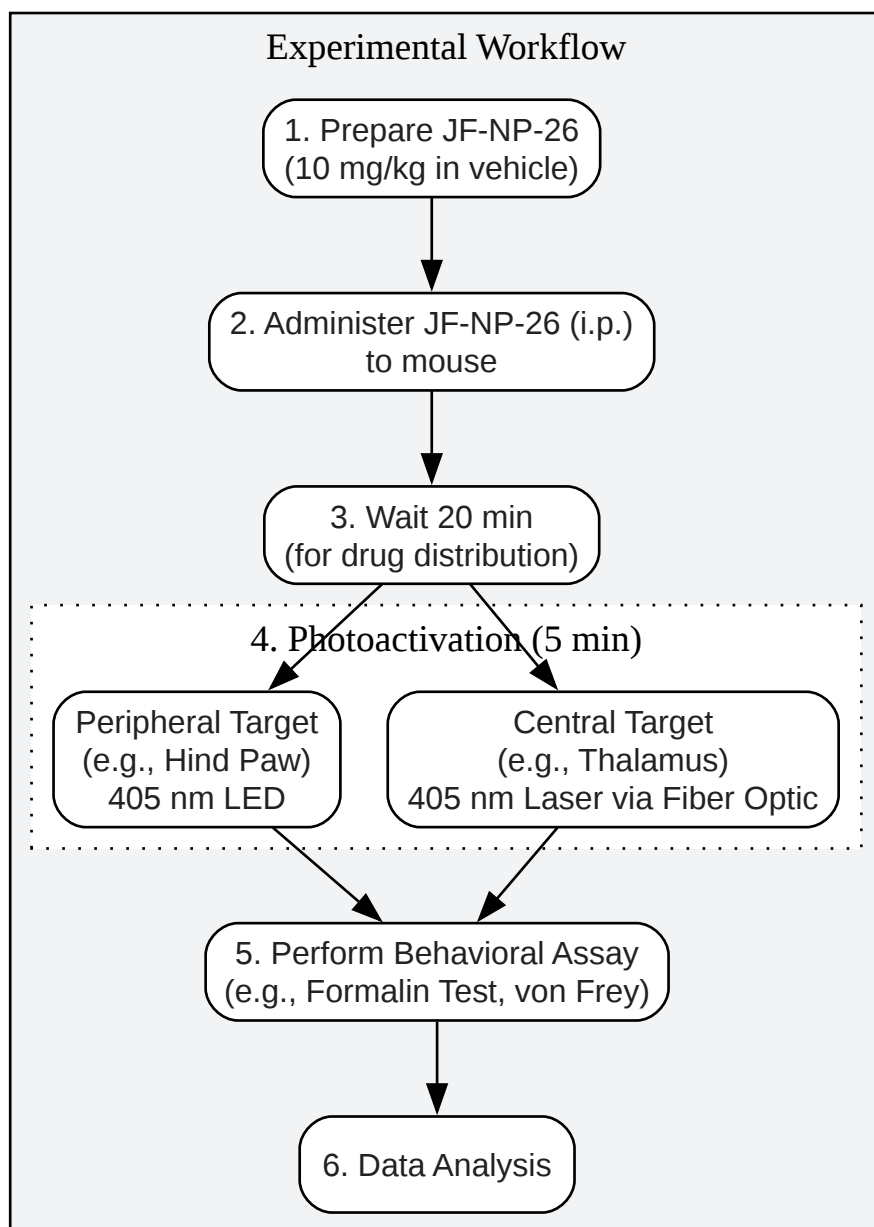 Experimental Workflow
1. Prepare JF-NP-26
(10 mg/kg in vehicle)
2. Administer JF-NP-26 (i.p.)
to mouse
3. Wait 20 min
(for drug distribution)
4. Photoactivation (5 min)
Peripheral Target
(e.g., Hind Paw)
405 nm LED
Central Target
(e.g., Thalamus)
405 nm Laser via Fiber Optic
5. Perform Behavioral Assay
(e.g., Formalin Test, von Frey)
6. Data Analysis